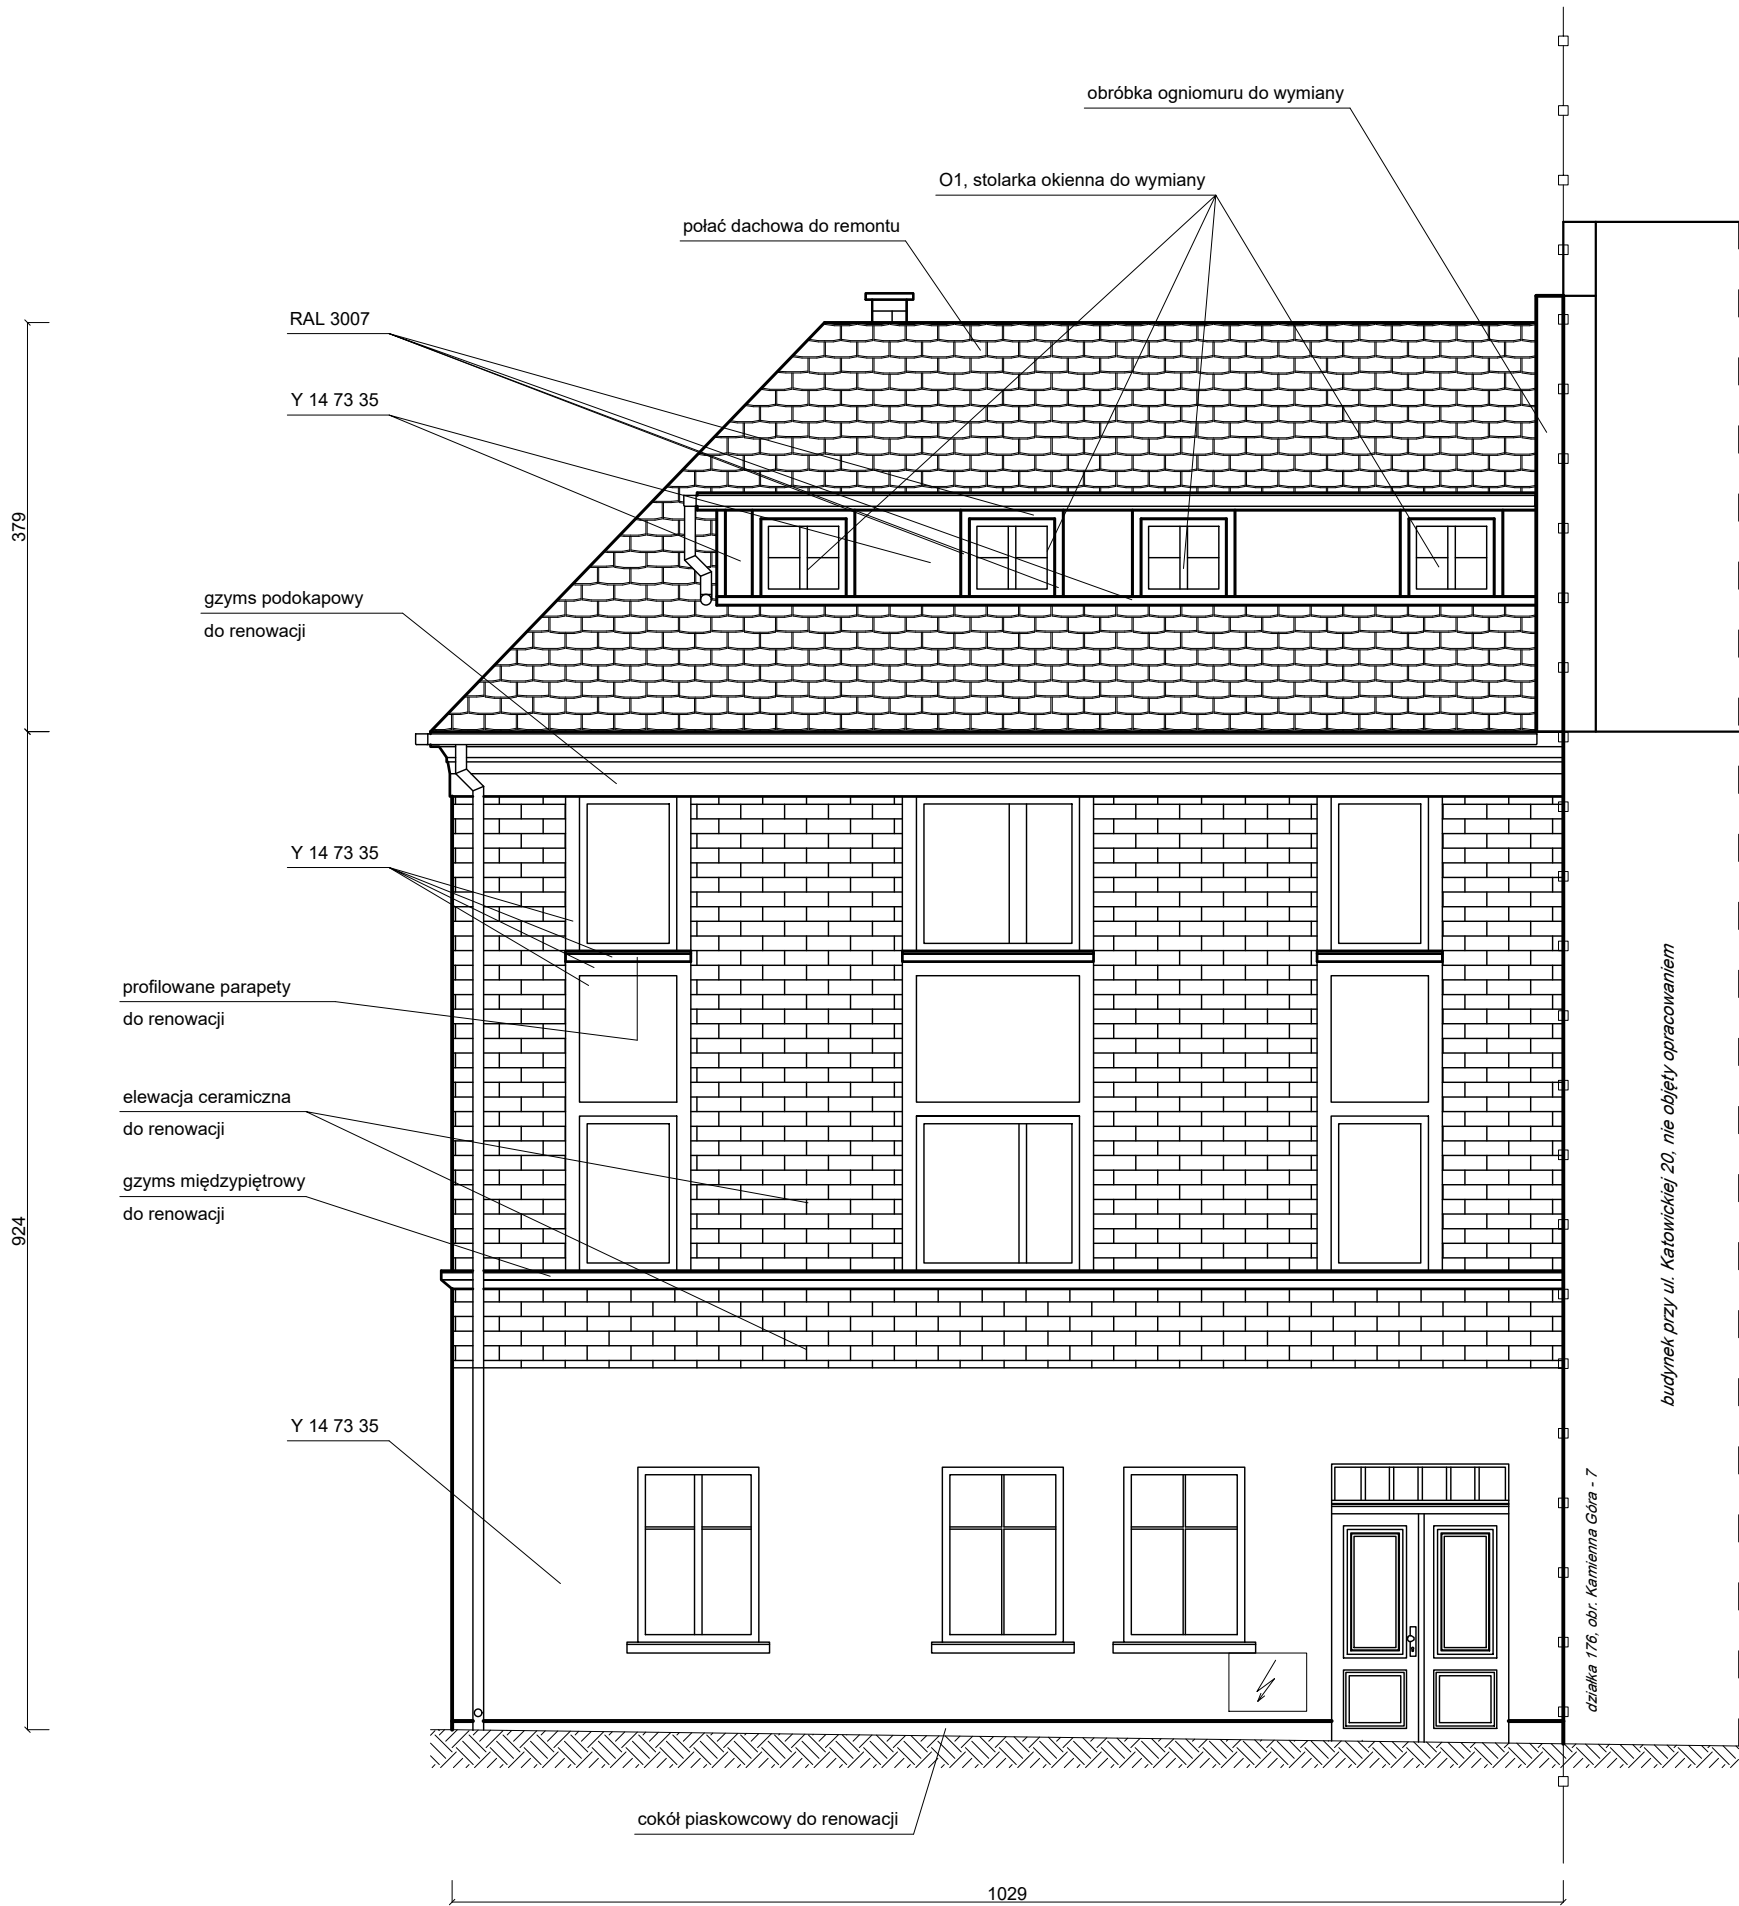 obróbka ogniomuru do wymiany
O1, stolarka okienna do wymiany
połać dachowa do remontu
RAL 3007
Y 14 73 35
379
gzyms podokapowy
do renowacji
Y 14 73 35
profilowane parapety
do renowacji
elewacja ceramiczna
do renowacji
gzyms międzypiętrowy
do renowacji
924
budynek przy ul. Katowickiej 20, nie objęty opracowaniem
Y 14 73 35
działka 176, obr. Kamienna Góra - 7
cokół piaskowcowy do renowacji
1029